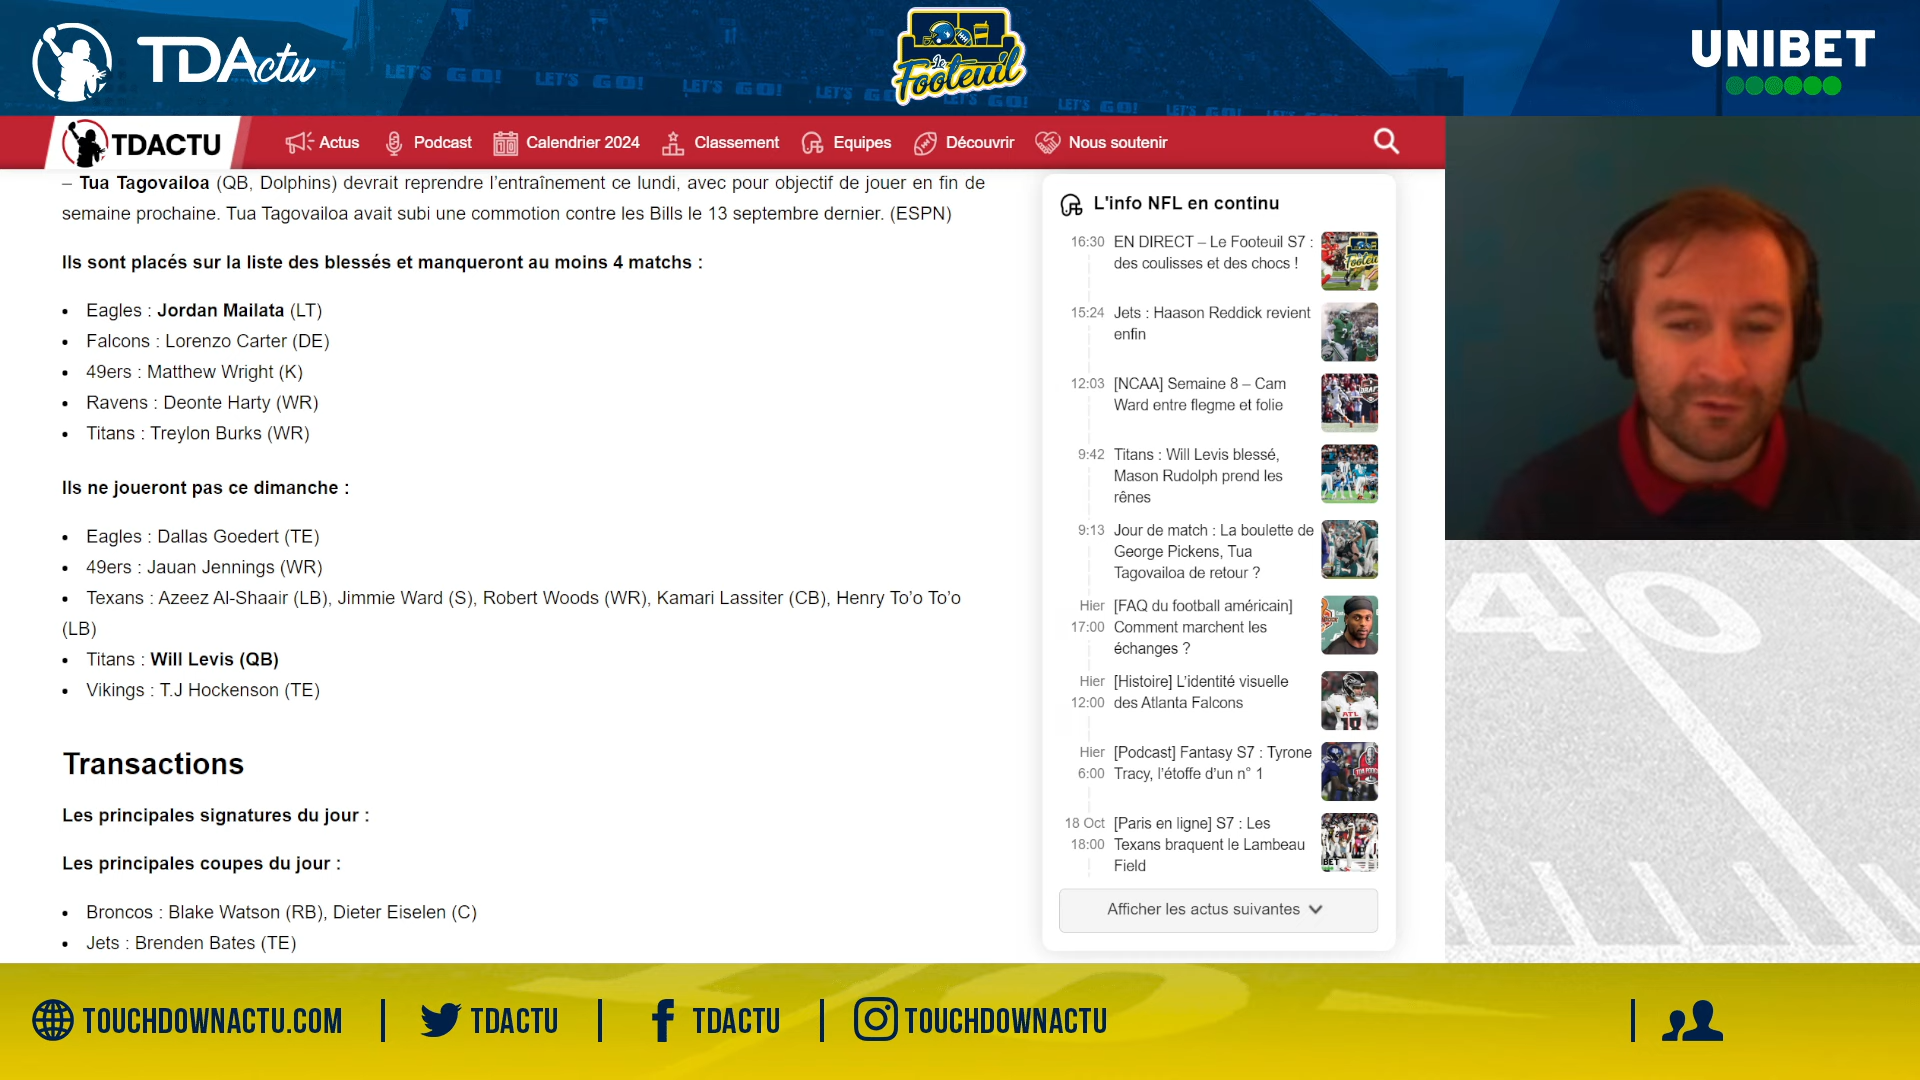 TDActu
LET'S GO!
LET'S GO!
LET'S GO!
LET'S GO!
LET'S GO!
LET'S GO!
Le Footeuil
UNIBET
TDACTU
Actus
Podcast
Calendrier 2024
Classement
Equipes
Découvrir
Nous soutenir
– Tua Tagovailoa (QB, Dolphins) devrait reprendre l’entraînement ce lundi, avec pour objectif de jouer en fin de
semaine prochaine. Tua Tagovailoa avait subi une commotion contre les Bills le 13 septembre dernier. (ESPN)
Ils sont placés sur la liste des blessés et manqueront au moins 4 matchs :
• Eagles : Jordan Mailata (LT)
• Falcons : Lorenzo Carter (DE)
• 49ers : Matthew Wright (K)
• Ravens : Deonte Harty (WR)
• Titans : Treylon Burks (WR)
Ils ne joueront pas ce dimanche :
• Eagles : Dallas Goedert (TE)
• 49ers : Jauan Jennings (WR)
• Texans : Azeez Al-Shaair (LB), Jimmie Ward (S), Robert Woods (WR), Kamari Lassiter (CB), Henry To’o To’o
(LB)
• Titans : Will Levis (QB)
• Vikings : T.J Hockenson (TE)
Transactions
Les principales signatures du jour :
Les principales coupes du jour :
• Broncos : Blake Watson (RB), Dieter Eiselen (C)
• Jets : Brenden Bates (TE)
L'info NFL en continu
16:30 EN DIRECT – Le Footeuil S7 :
des coulisses et des chocs !
15:24 Jets : Haason Reddick revient
enfin
12:03 [NCAA] Semaine 8 – Cam
Ward entre flegme et folie
9:42 Titans : Will Levis blessé,
Mason Rudolph prend les
rênes
9:13 Jour de match : La boulette de
George Pickens, Tua
Tagovailoa de retour ?
Hier [FAQ du football américain]
17:00 Comment marchent les
échanges ?
Hier [Histoire] L’identité visuelle
12:00 des Atlanta Falcons
Hier [Podcast] Fantasy S7 : Tyrone
6:00 Tracy, l’étoffe d’un n° 1
18 Oct [Paris en ligne] S7 : Les
18:00 Texans braquent le Lambeau
Field
Afficher les actus suivantes
40
TOUCHDOWNACTU.COM
TDACTU
TDACTU
TOUCHDOWNACTU